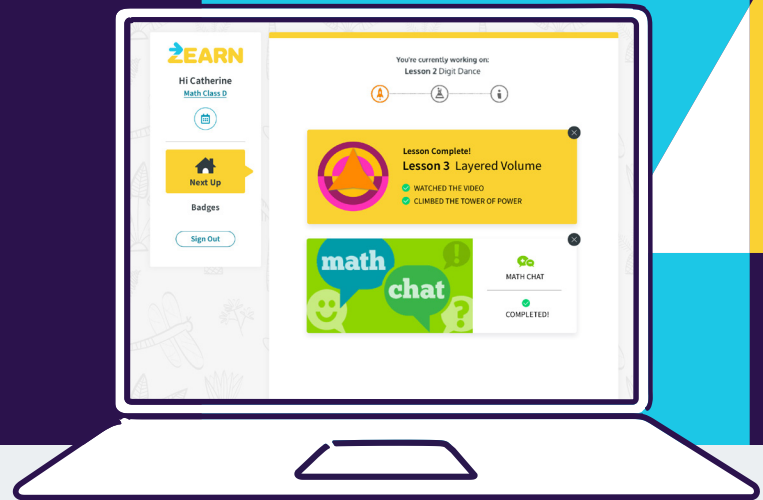 ZEARN
Hi Catherine
Math Class D
Next Up
Badges
Sign Out
You're currently working on:
Lesson 2 Digit Dance
Lesson Complete!
Lesson 3 Layered Volume
WATCHED THE VIDEO
CLIMBED THE TOWER OF POWER
math
chat
MATH CHAT
COMPLETED!